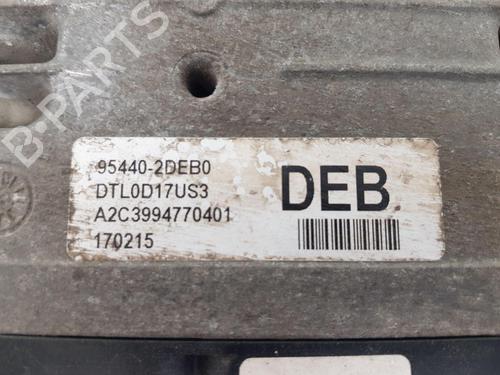 B-PARTS
95440-2DEB0
DTL0D17US3
A2C3994770401
170215
DEB